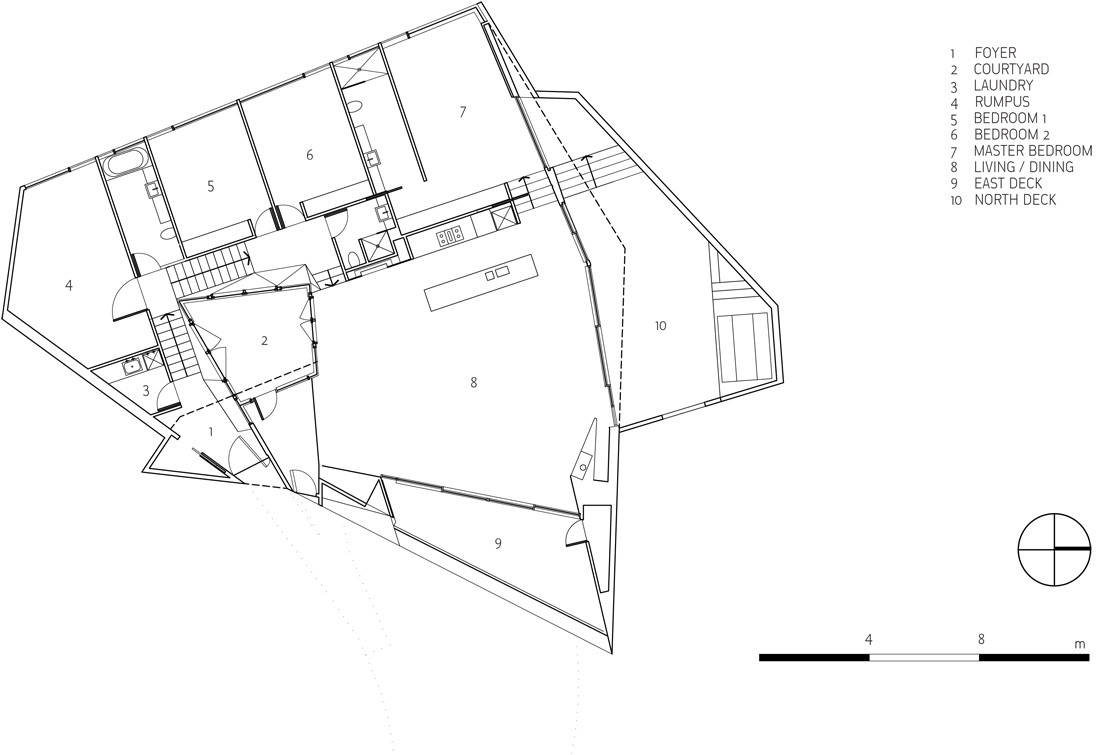 1 FOYER
2 COURTYARD
3 LAUNDRY
4 RUMPUS
5 BEDROOM 1
6 BEDROOM 2
7 MASTER BEDROOM
8 LIVING / DINING
9 EAST DECK
10 NORTH DECK
7
6
5
4
2
10
8
3
1
9
4 8 m